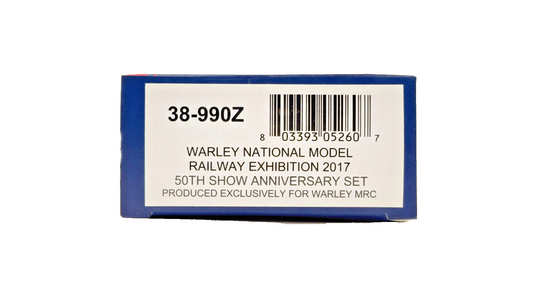 38-990Z
8 03393 05260 7
WARLEY NATIONAL MODEL
RAILWAY EXHIBITION 2017
50TH SHOW ANNIVERSARY SET
PRODUCED EXCLUSIVELY FOR WARLEY MRC